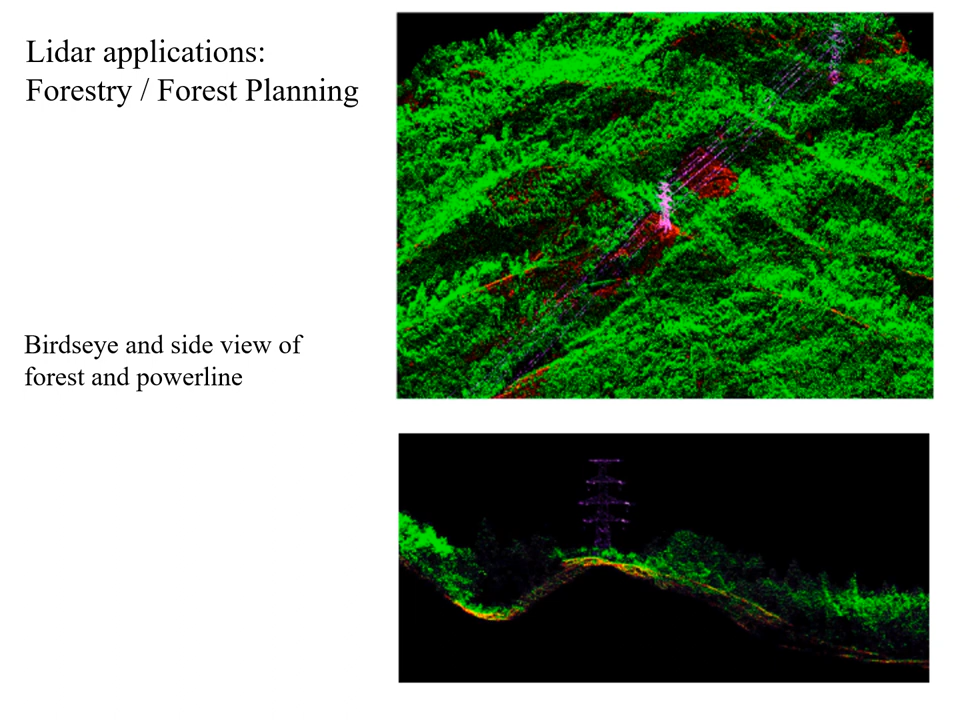 Lidar applications:
Forestry / Forest Planning
Birdseye and side view of
forest and powerline